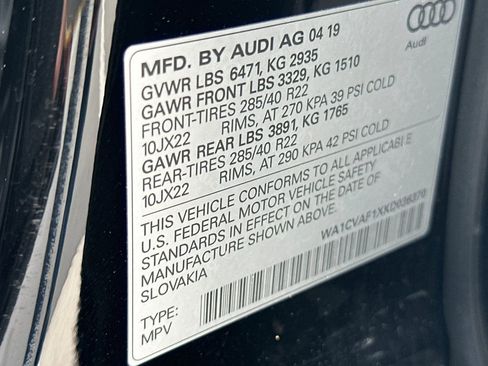 MFD. BY AUDI AG 04 19
GVWR LBS 6471, KG 2935
GAWR FRONT LBS 3329, KG 1510
FRONT-TIRES 285/40 R22
10JX22 RIMS, AT 270 KPA 39 PSI COLD
GAWR REAR LBS 3891, KG 1765
REAR-TIRES 285/40 R22
10JX22 RIMS, AT 290 KPA 42 PSI COLD
THIS VEHICLE CONFORMS TO ALL APPLICABLE
U.S. FEDERAL MOTOR VEHICLE SAFETY
STANDARDS IN EFFECT ON THE DATE OF
MANUFACTURE SHOWN ABOVE.
SLOVAKIA
WA1CVAF1XKD036370
TYPE:
MPV
Audi